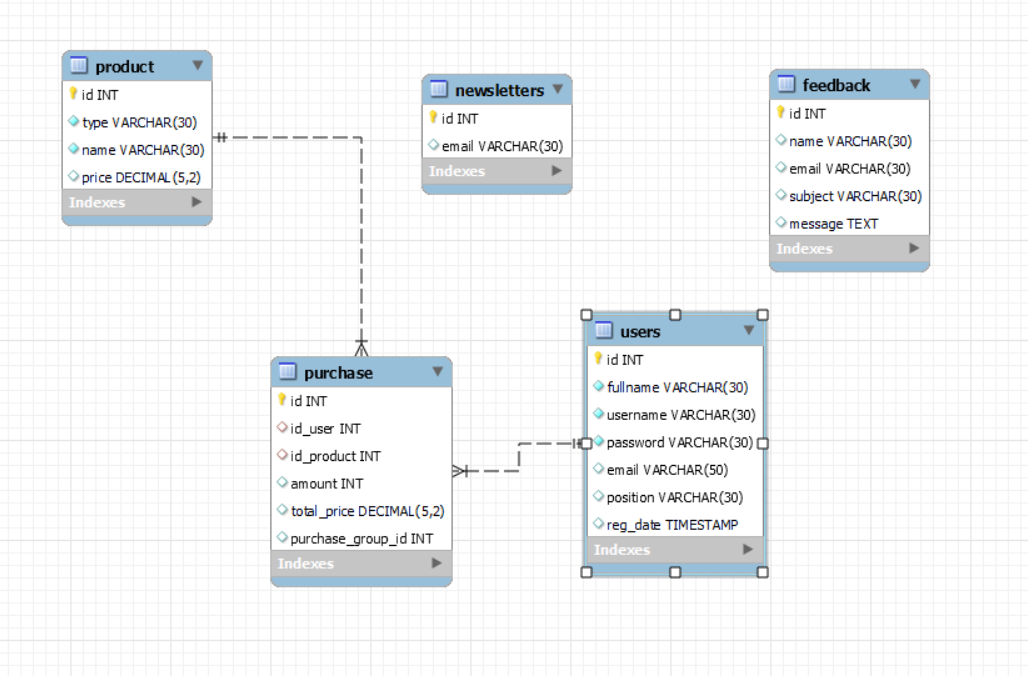 product
id INT
type VARCHAR(30)
name VARCHAR(30)
price DECIMAL(5,2)
Indexes
newsletters
id INT
email VARCHAR(30)
Indexes
feedback
id INT
name VARCHAR(30)
email VARCHAR(30)
subject VARCHAR(30)
message TEXT
Indexes
purchase
id INT
id_user INT
id_product INT
amount INT
total_price DECIMAL(5,2)
purchase_group_id INT
Indexes
users
id INT
fullname VARCHAR(30)
username VARCHAR(30)
password VARCHAR(30)
email VARCHAR(50)
position VARCHAR(30)
reg_date TIMESTAMP
Indexes